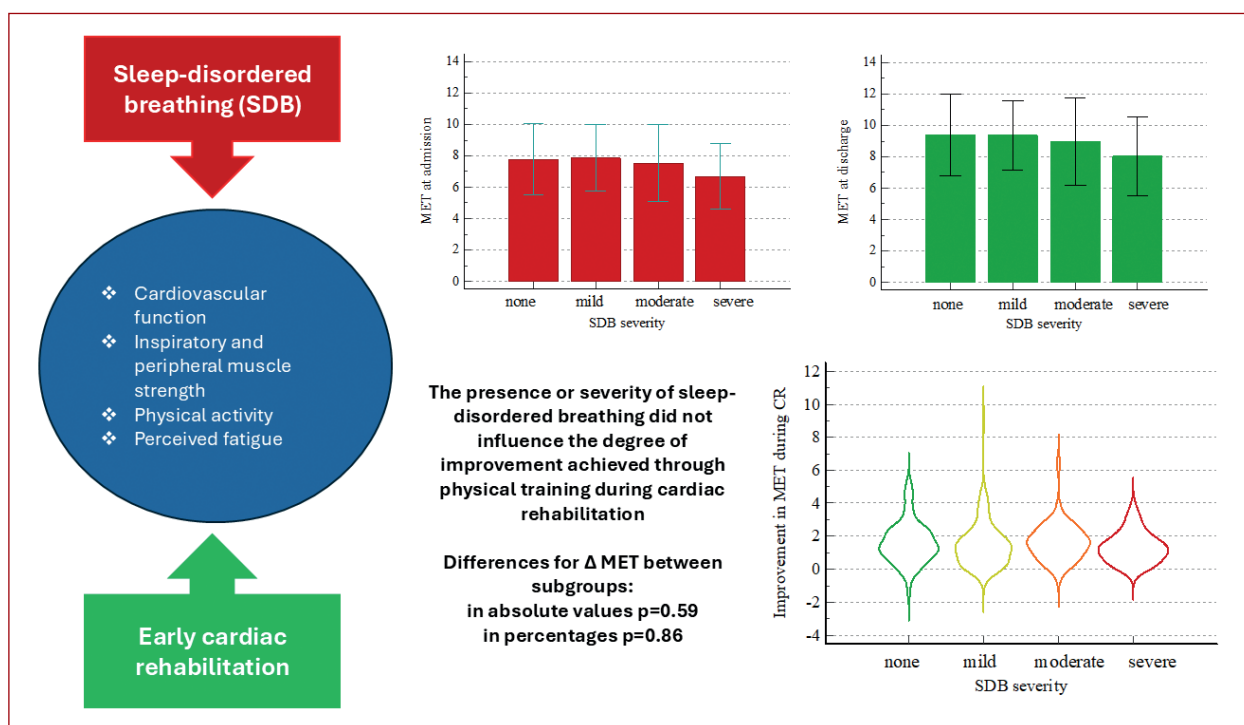 Sleep-disordered
breathing (SDB)
❖ Cardiovascular
function
❖ Inspiratory and
peripheral muscle
strength
❖ Physical activity
❖ Perceived fatigue
Early cardiac
rehabilitation
MET at admission
14
12
10
8
6
4
2
0
none mild moderate severe
SDB severity
MET at discharge
14
12
10
8
6
4
2
0
none mild moderate severe
SDB severity
The presence or severity of sleep-
disordered breathing did not
influence the degree of
improvement achieved through
physical training during cardiac
rehabilitation
Differences for Δ MET between
subgroups:
in absolute values p=0.59
in percentages p=0.86
Improvement in MET during CR
12
10
8
6
4
2
0
-2
-4
none mild moderate severe
SDB severity